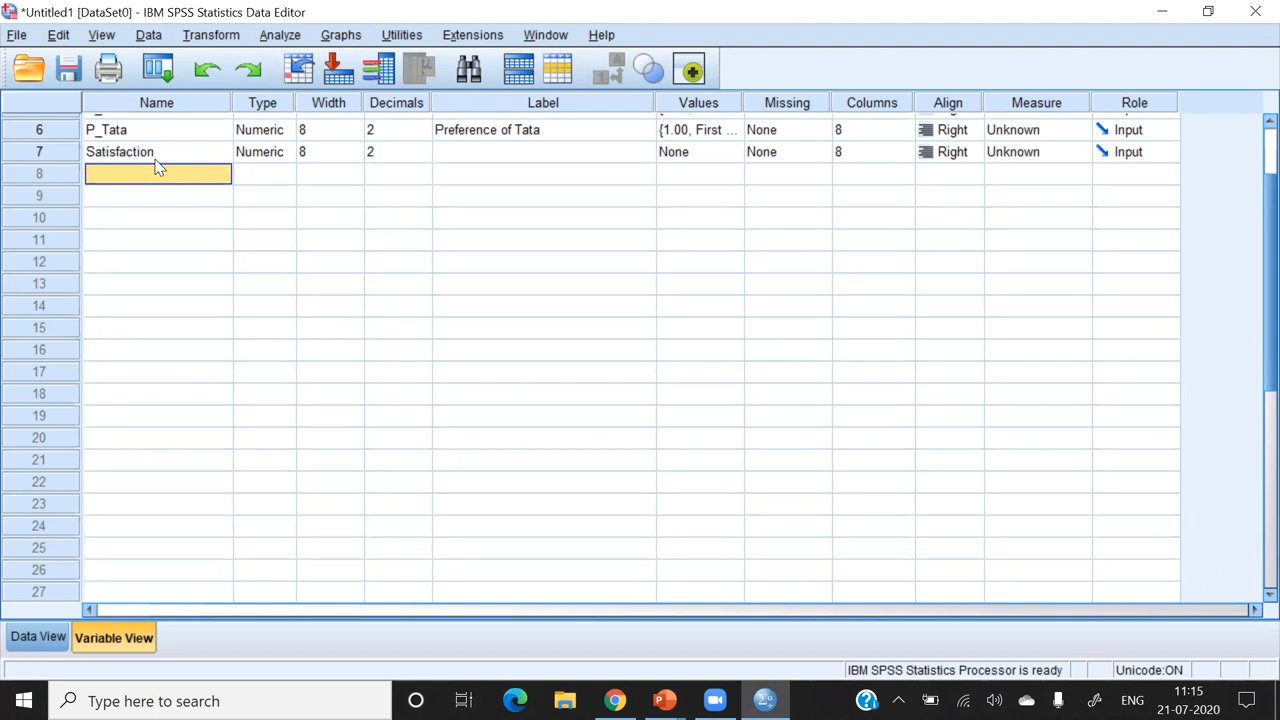 *Untitled1 [DataSet0] - IBM SPSS Statistics Data Editor
File Edit View Data Transform Analyze Graphs Utilities Extensions Window Help
Name Type Width Decimals Label Values Missing Columns Align Measure Role
6 P_Tata Numeric 8 2 Preference of Tata {1.00, First ... None 8 Right Unknown Input
7 Satisfaction Numeric 8 2 None None 8 Right Unknown Input
8
9
10
11
12
13
14
15
16
17
18
19
20
21
22
23
24
25
26
27
Data View Variable View
IBM SPSS Statistics Processor is ready Unicode:ON
Type here to search ENG 11:15
21-07-2020